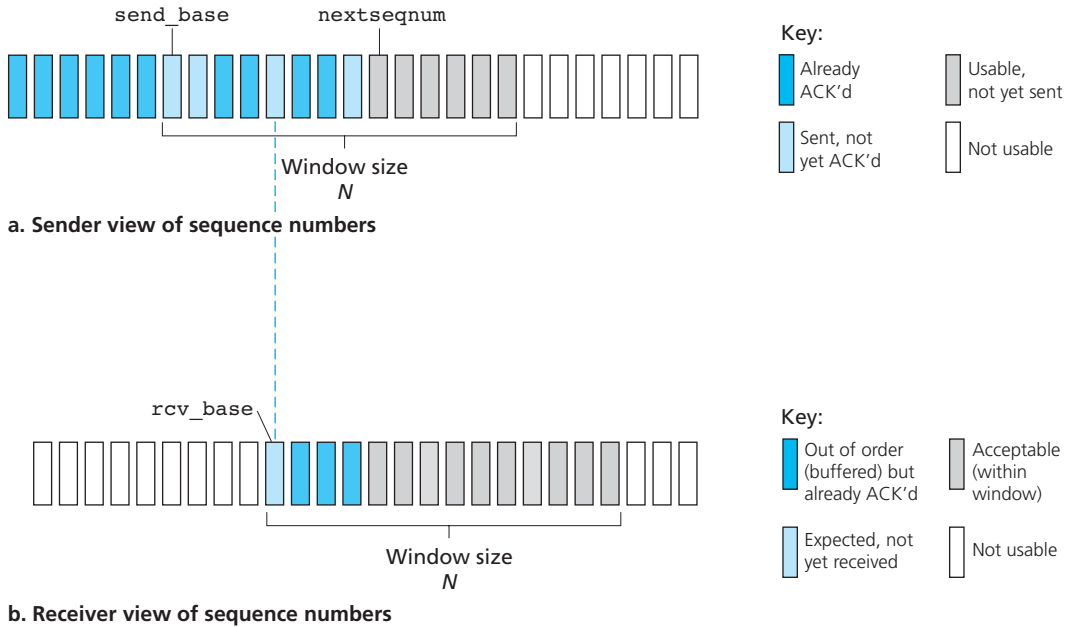 send_base
nextseqnum
Key:
Already
ACK'd
Usable,
not yet sent
Sent, not
yet ACK'd
Not usable
Window size
N
a. Sender view of sequence numbers
rcv_base
Key:
Out of order
(buffered) but
already ACK'd
Acceptable
(within
window)
Expected, not
yet received
Not usable
Window size
N
b. Receiver view of sequence numbers